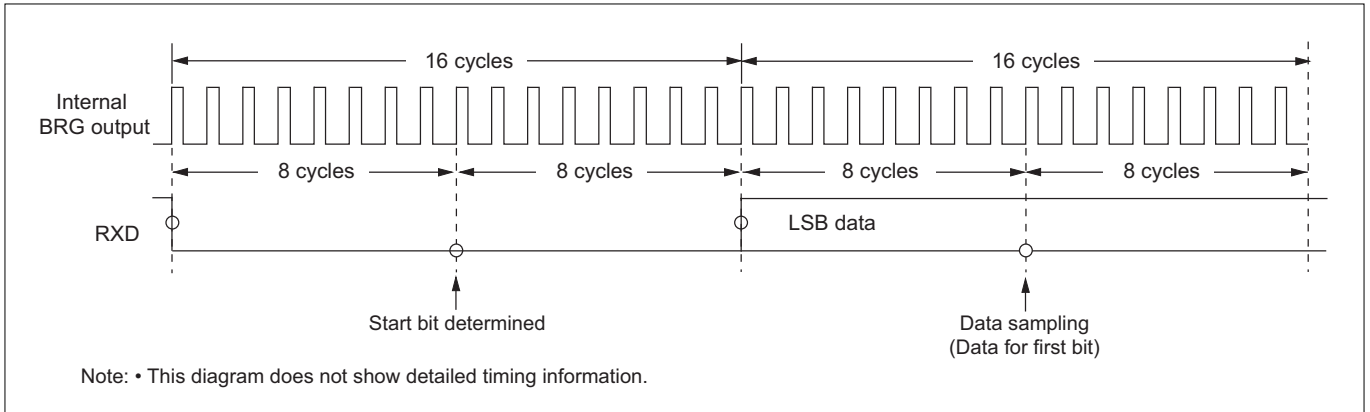 16 cycles
16 cycles
Internal
BRG output
8 cycles
8 cycles
8 cycles
8 cycles
RXD
LSB data
Start bit determined
Data sampling
(Data for first bit)
Note: • This diagram does not show detailed timing information.